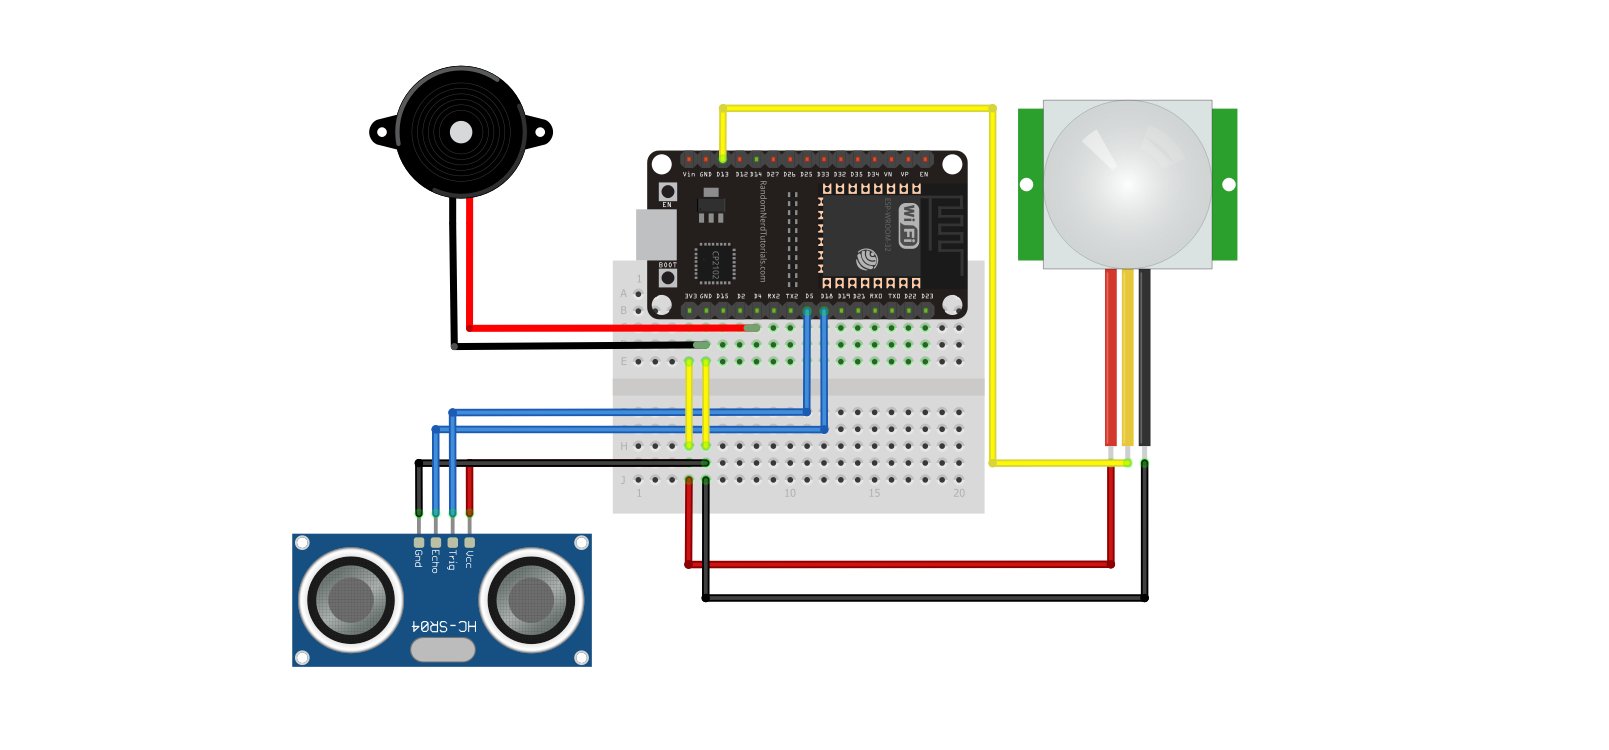 Vin GND D13 D12 D14 D27 D26 D25 D33 D32 D35 D34 VN VP EN
EN
RandomNerdTutorials.com
CP2102
ESP-WROOM-32
WiFi
BOOT
3V3 GND D15 D2 D4 RX2 TX2 D5 D18 D19 D21 RX0 TX0 D22 D23
1
A
B
E
H
J
1 10 15 20
Gnd Echo Trig Vcc
HC-SR04